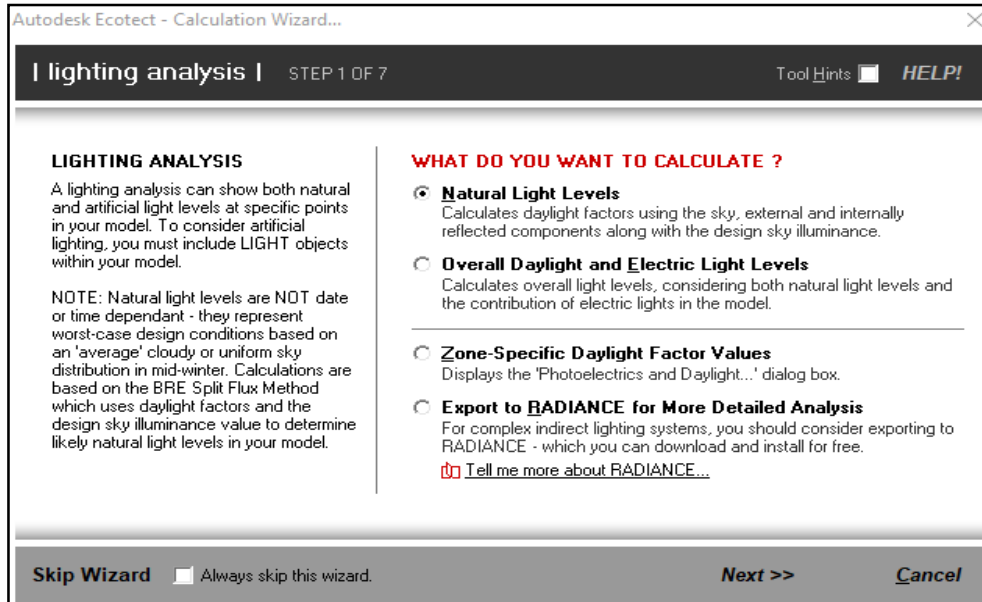 Autodesk Ecotect - Calculation Wizard...
| lighting analysis | STEP 1 OF 7 Tool Hints HELP!
LIGHTING ANALYSIS
A lighting analysis can show both natural
and artificial light levels at specific points
in your model. To consider artificial
lighting, you must include LIGHT objects
within your model.
NOTE: Natural light levels are NOT date
or time dependant - they represent
worst-case design conditions based on
an 'average' cloudy or uniform sky
distribution in mid-winter. Calculations are
based on the BRE Split Flux Method
which uses daylight factors and the
design sky illuminance value to determine
likely natural light levels in your model.
WHAT DO YOU WANT TO CALCULATE ?
Natural Light Levels
Calculates daylight factors using the sky, external and internally
reflected components along with the design sky illuminance.
Overall Daylight and Electric Light Levels
Calculates overall light levels, considering both natural light levels and
the contribution of electric lights in the model.
Zone-Specific Daylight Factor Values
Displays the 'Photoelectrics and Daylight...' dialog box.
Export to RADIANCE for More Detailed Analysis
For complex indirect lighting systems, you should consider exporting to
RADIANCE - which you can download and install for free.
Tell me more about RADIANCE...
Skip Wizard Always skip this wizard. Next >> Cancel